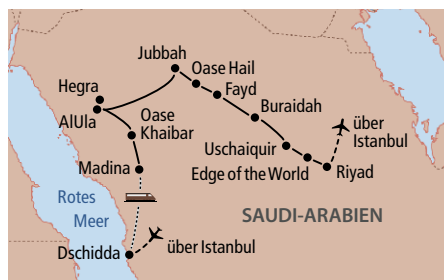 Jubbah
Oase Hail
Hegra
Fayd
AlUla
Oase
Khaibar
Buraidah
über
Istanbul
Uschaiquir
Madina
Edge of the World
Riyad
Rotes
Meer
SAUDI-ARABIEN
Dschidda
über Istanbul